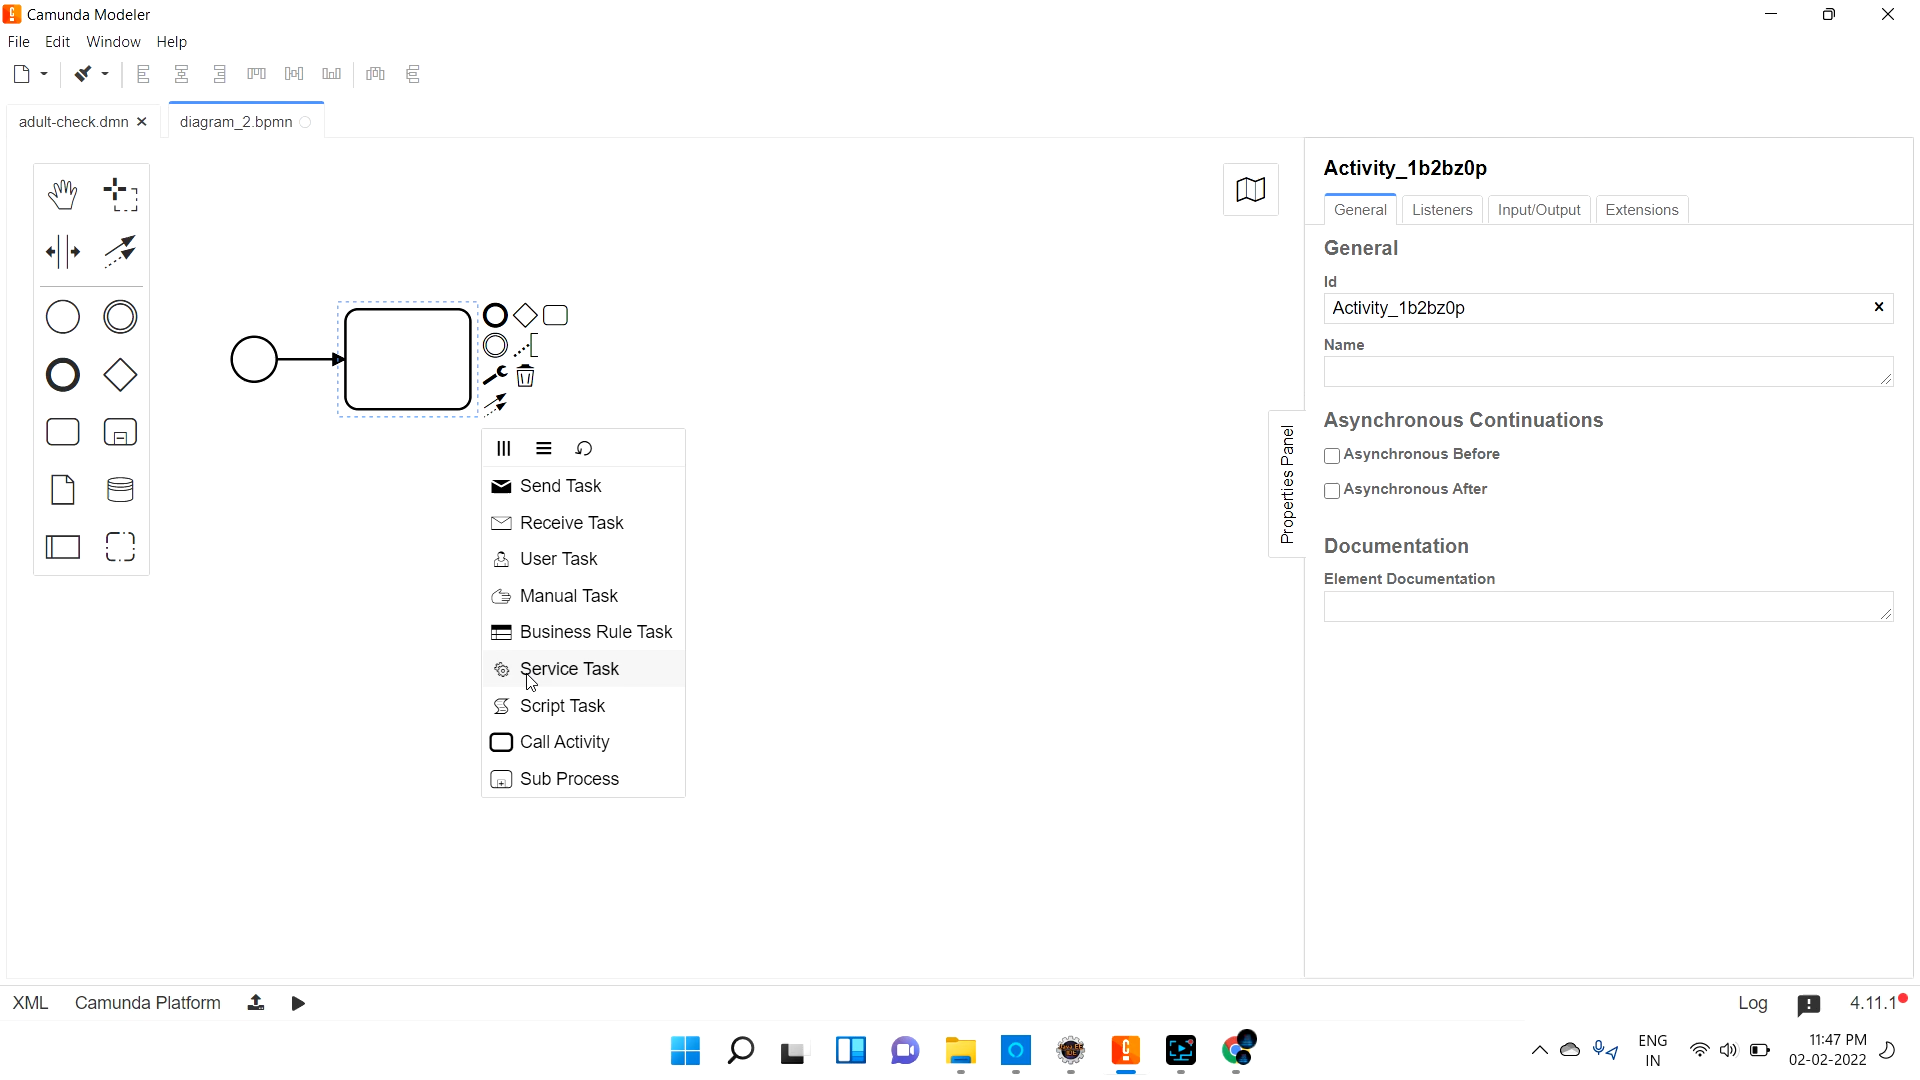 Camunda Modeler
File Edit Window Help
adult-check.dmn
diagram_2.bpmn
Activity_1b2bz0p
General Listeners Input/Output Extensions
General
Id
Activity_1b2bz0p
Name
Asynchronous Continuations
Asynchronous Before
Asynchronous After
Documentation
Element Documentation
Properties Panel
Send Task
Receive Task
User Task
Manual Task
Business Rule Task
Service Task
Script Task
Call Activity
Sub Process
XML Camunda Platform Log 4.11.1
ENG
IN
11:47 PM
02-02-2022